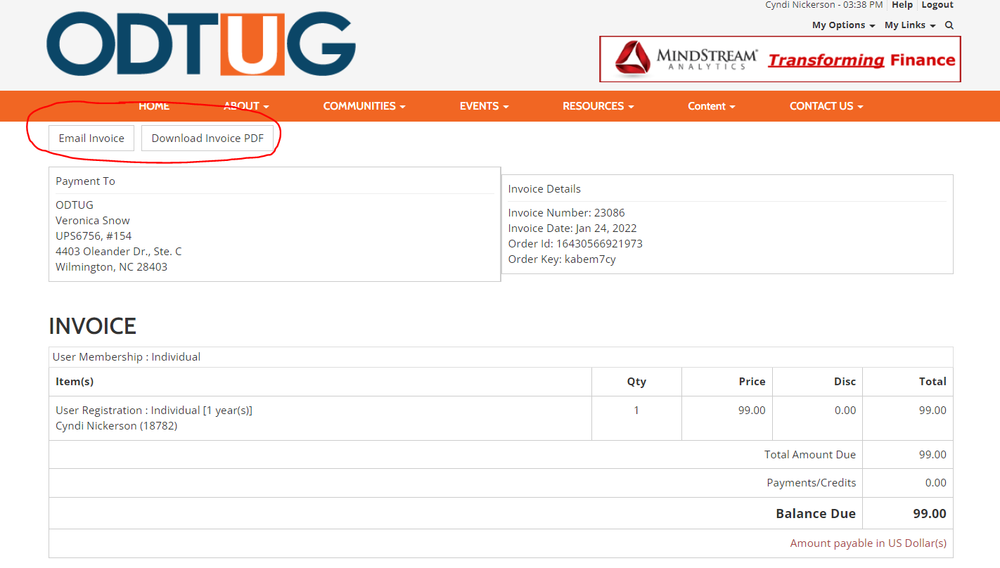 Cyndi Nickerson - 03:38 PM Help Logout
ODTUG
My Options My Links
MINDSTREAM ANALYTICS Transforming Finance
HOME ABOUT COMMUNITIES EVENTS RESOURCES Content CONTACT US
Email Invoice Download Invoice PDF
Payment To
ODTUG
Veronica Snow
UPS6756, #154
4403 Oleander Dr., Ste. C
Wilmington, NC 28403
Invoice Details
Invoice Number: 23086
Invoice Date: Jan 24, 2022
Order Id: 16430566921973
Order Key: kabem7cy
INVOICE
User Membership : Individual
Item(s) Qty Price Disc Total
User Registration : Individual [1 year(s)] 1 99.00 0.00 99.00
Cyndi Nickerson (18782)
Total Amount Due 99.00
Payments/Credits 0.00
Balance Due 99.00
Amount payable in US Dollar(s)